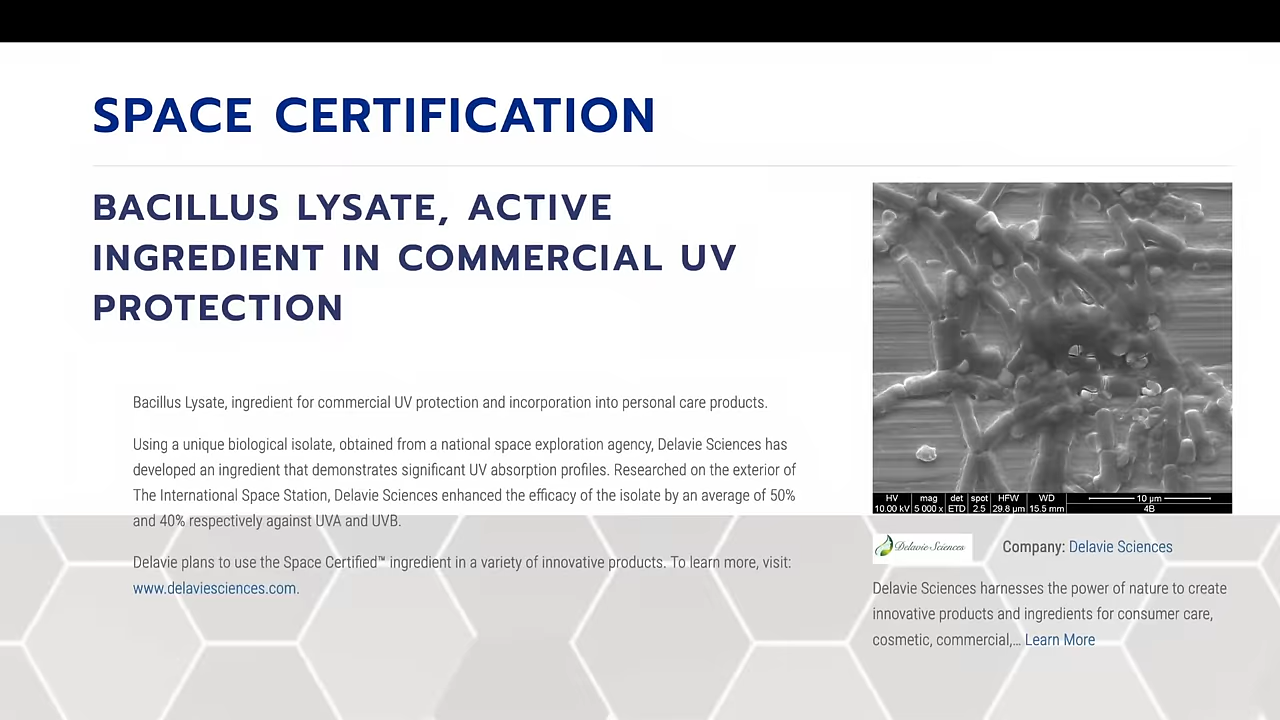 SPACE CERTIFICATION
BACILLUS LYSATE, ACTIVE
INGREDIENT IN COMMERCIAL UV
PROTECTION
Bacillus Lysate, ingredient for commercial UV protection and incorporation into personal care products.
Using a unique biological isolate, obtained from a national space exploration agency, Delavie Sciences has
developed an ingredient that demonstrates significant UV absorption profiles. Researched on the exterior of
The International Space Station, Delavie Sciences enhanced the efficacy of the isolate by an average of 50%
and 40% respectively against UVA and UVB.
Delavie plans to use the Space Certified™ ingredient in a variety of innovative products. To learn more, visit:
www.delaviesciences.com.
HV mag det spot HFW WD 10 µm
10.00 kV 5 000 x ETD 2.5 29.8 µm 15.5 mm 4B
Delavie Sciences
Company: Delavie Sciences
Delavie Sciences harnesses the power of nature to create
innovative products and ingredients for consumer care,
cosmetic, commercial,... Learn More